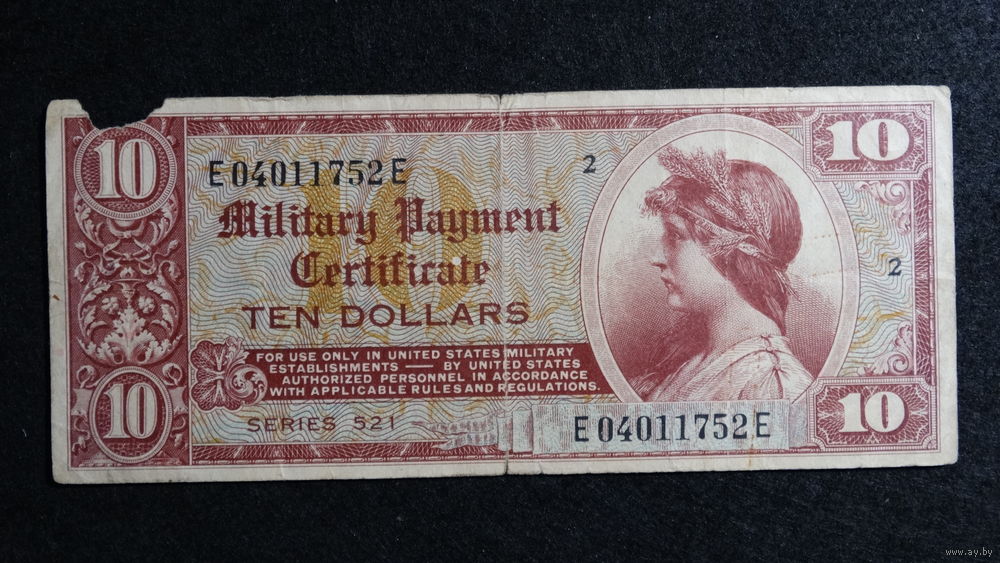 10
10
E04011752E
2
Military Payment
Certificate
TEN DOLLARS
10
2
FOR USE ONLY IN UNITED STATES MILITARY
ESTABLISHMENTS — BY UNITED STATES
AUTHORIZED PERSONNEL IN ACCORDANCE
WITH APPLICABLE RULES AND REGULATIONS.
10
SERIES 521
E04011752E
10
www.ay.by